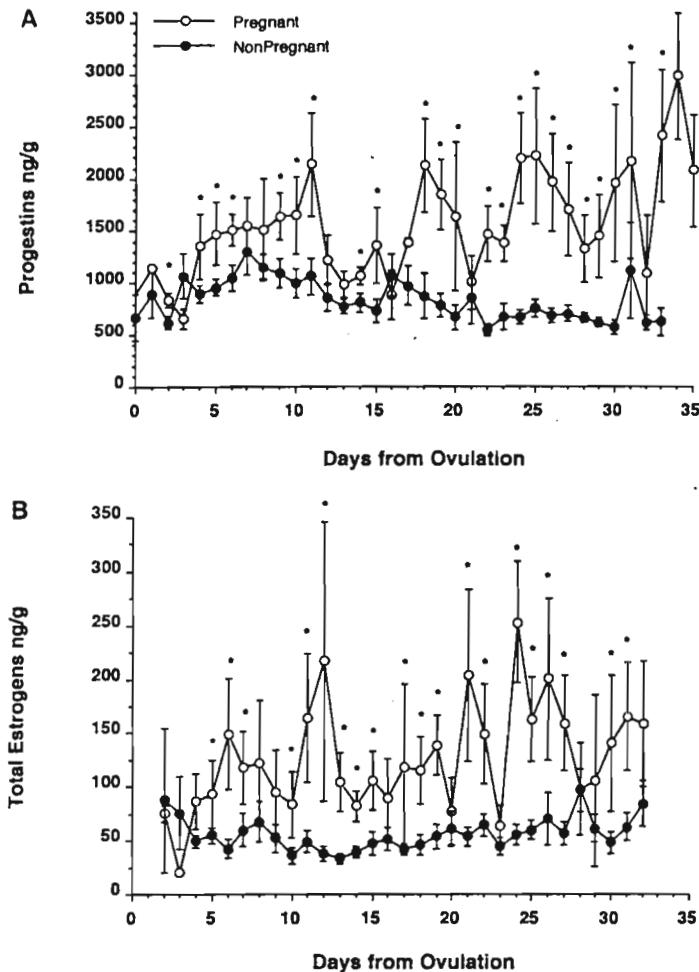 A
Pregnant
NonPregnant
3500
3000
2500
2000
1500
1000
500
0
Progestins ng/g
0 5 10 15 20 25 30 35
Days from Ovulation
B
350
300
250
200
150
100
50
0
Total Estrogens ng/g
0 5 10 15 20 25 30 35
Days from Ovulation